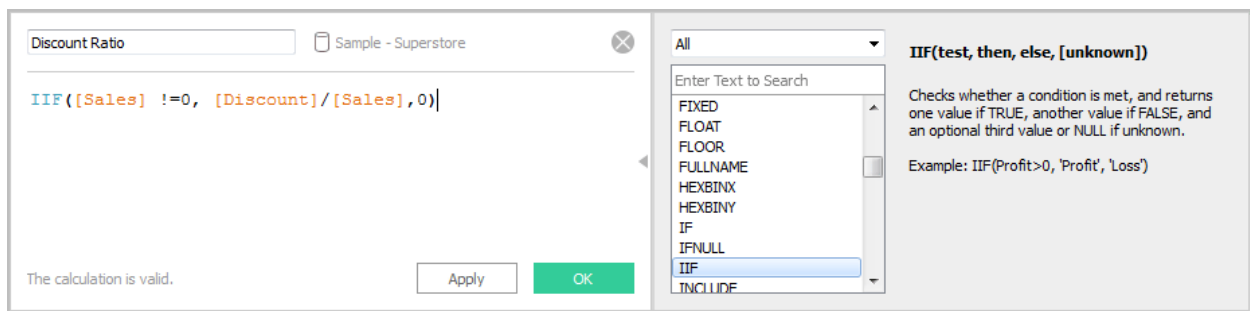 Discount Ratio
Sample - Superstore
IIF([Sales] !=0, [Discount]/[Sales],0)
The calculation is valid.
Apply
OK
All
Enter Text to Search
FIXED
FLOAT
FLOOR
FULLNAME
HEXBINX
HEXBINY
IF
IFNULL
IIF
INCLUDE
IIF(test, then, else, [unknown])
Checks whether a condition is met, and returns
one value if TRUE, another value if FALSE, and
an optional third value or NULL if unknown.
Example: IIF(Profit>0, 'Profit', 'Loss')